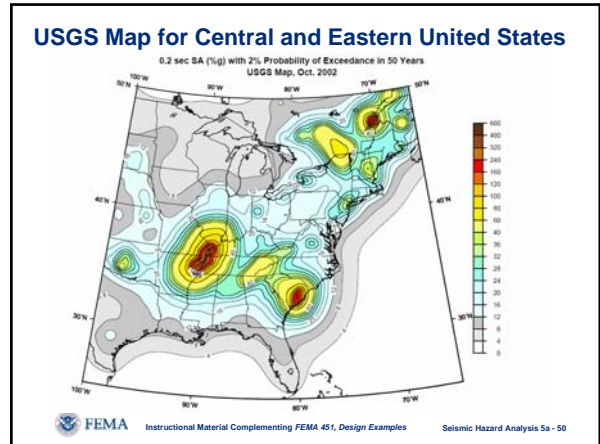 USGS Map for Central and Eastern United States
0.2 sec SA (%g) with 2% Probability of Exceedance in 50 Years
USGS Map, Oct. 2002
100°W 90°W 80°W 70°W
50°N 50°N
40°N 40°N
30°N 30°N
100°W 90°W 80°W 70°W
600
400
320
240
160
120
100
80
60
40
36
32
28
24
20
16
12
8
4
0
FEMA Instructional Material Complementing FEMA 451, Design Examples Seismic Hazard Analysis 5a - 50